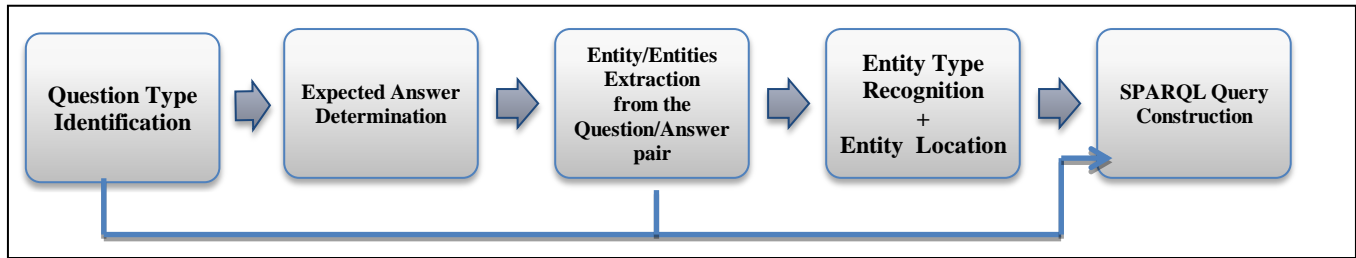 Question Type
Identification
Expected Answer
Determination
Entity/Entities
Extraction
from the
Question/Answer
pair
Entity Type
Recognition
+
Entity Location
SPARQL Query
Construction